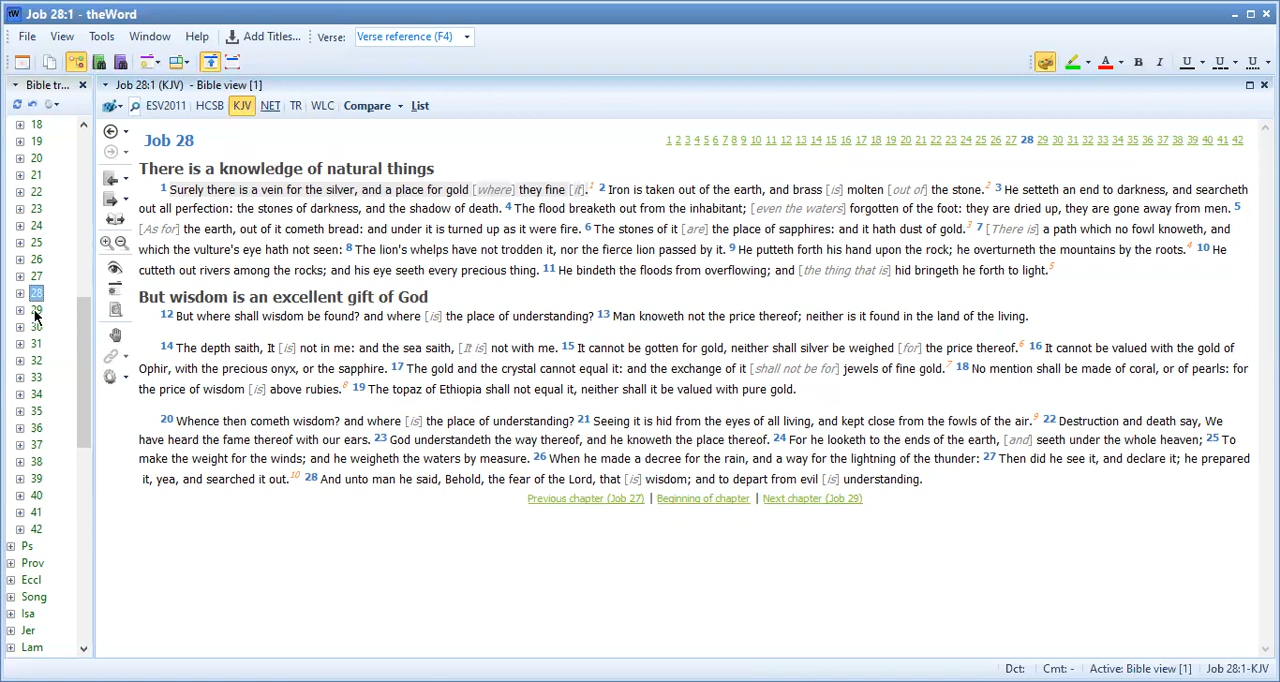 Job 28:1 - theWord
File View Tools Window Help Add Titles... Verse: Verse reference (F4)
Bible tr... Job 28:1 (KJV) - Bible view [1]
ESV2011 HCSB KJV NET TR WLC Compare List
18
19
20
21
22
23
24
25
26
27
28
29
30
31
32
33
34
35
36
37
38
39
40
41
42
Ps
Prov
Eccl
Song
Isa
Jer
Lam
Job 28 1 2 3 4 5 6 7 8 9 10 11 12 13 14 15 16 17 18 19 20 21 22 23 24 25 26 27 28 29 30 31 32 33 34 35 36 37 38 39 40 41 42
There is a knowledge of natural things
1 Surely there is a vein for the silver, and a place for gold [where] they fine [it].1 2 Iron is taken out of the earth, and brass [is] molten [out of] the stone.2 3 He setteth an end to darkness, and searcheth
out all perfection: the stones of darkness, and the shadow of death. 4 The flood breaketh out from the inhabitant; [even the waters] forgotten of the foot: they are dried up, they are gone away from men. 5
[As for] the earth, out of it cometh bread: and under it is turned up as it were fire. 6 The stones of it [are] the place of sapphires: and it hath dust of gold.3 7 [There is] a path which no fowl knoweth, and
which the vulture's eye hath not seen: 8 The lion's whelps have not trodden it, nor the fierce lion passed by it. 9 He putteth forth his hand upon the rock; he overturneth the mountains by the roots.4 10 He
cutteth out rivers among the rocks; and his eye seeth every precious thing. 11 He bindeth the floods from overflowing; and [the thing that is] hid bringeth he forth to light.5
But wisdom is an excellent gift of God
12 But where shall wisdom be found? and where [is] the place of understanding? 13 Man knoweth not the price thereof; neither is it found in the land of the living.
14 The depth saith, It [is] not in me: and the sea saith, [It is] not with me. 15 It cannot be gotten for gold, neither shall silver be weighed [for] the price thereof.6 16 It cannot be valued with the gold of
Ophir, with the precious onyx, or the sapphire. 17 The gold and the crystal cannot equal it: and the exchange of it [shall not be for] jewels of fine gold.7 18 No mention shall be made of coral, or of pearls: for
the price of wisdom [is] above rubies.8 19 The topaz of Ethiopia shall not equal it, neither shall it be valued with pure gold.
20 Whence then cometh wisdom? and where [is] the place of understanding? 21 Seeing it is hid from the eyes of all living, and kept close from the fowls of the air.9 22 Destruction and death say, We
have heard the fame thereof with our ears. 23 God understandeth the way thereof, and he knoweth the place thereof. 24 For he looketh to the ends of the earth, [and] seeth under the whole heaven; 25 To
make the weight for the winds; and he weigheth the waters by measure. 26 When he made a decree for the rain, and a way for the lightning of the thunder: 27 Then did he see it, and declare it; he prepared
it, yea, and searched it out.10 28 And unto man he said, Behold, the fear of the Lord, that [is] wisdom; and to depart from evil [is] understanding.
Previous chapter (Job 27) | Beginning of chapter | Next chapter (Job 29)
Dct: Cmt: - Active: Bible view [1] Job 28:1-KJV